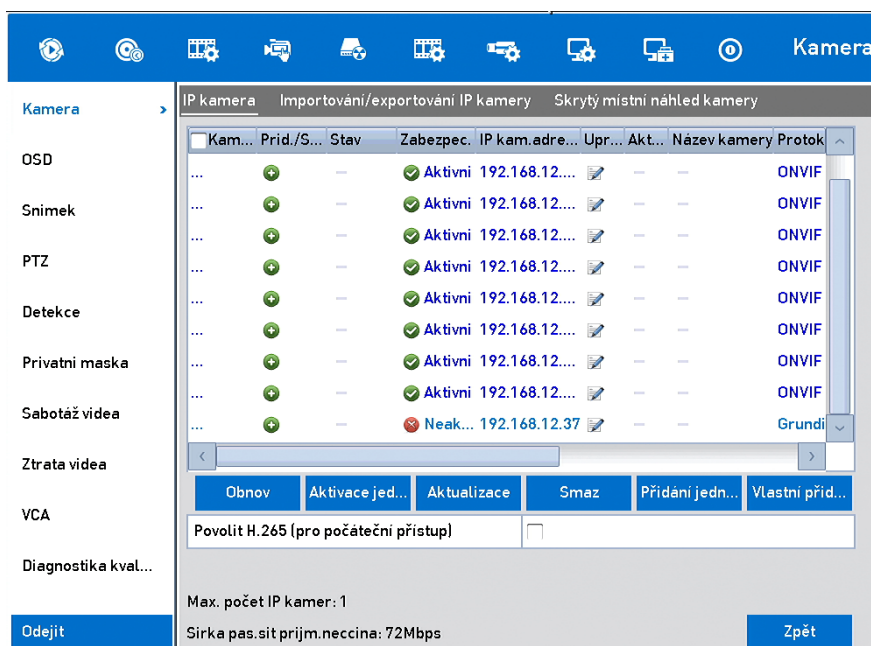 Kamera
Kamera >
OSD
Snimek
PTZ
Detekce
Privatni maska
Sabotáž videa
Ztrata videa
VCA
Diagnostika kval...
Odejit
IP kamera Importování/exportování IP kamery Skrytý místní náhled kamery
Kam... Prid./S... Stav Zabezpec. IP kam.adre... Upr... Akt... Název kamery Protok
... – Aktivni 192.168.12.... – – ONVIF
... – Aktivni 192.168.12.... – – ONVIF
... – Aktivni 192.168.12.... – – ONVIF
... – Aktivni 192.168.12.... – – ONVIF
... – Aktivni 192.168.12.... – – ONVIF
... – Aktivni 192.168.12.... – – ONVIF
... – Aktivni 192.168.12.... – – ONVIF
... – Aktivni 192.168.12.... – – ONVIF
... – Neak... 192.168.12.37 – – Grundi
Obnov Aktivace jed... Aktualizace Smaz Přidání jedn... Vlastní přid...
Povolit H.265 (pro počáteční přístup)
Max. počet IP kamer: 1
Sirka pas.sit prijm.neccina: 72Mbps
Zpět